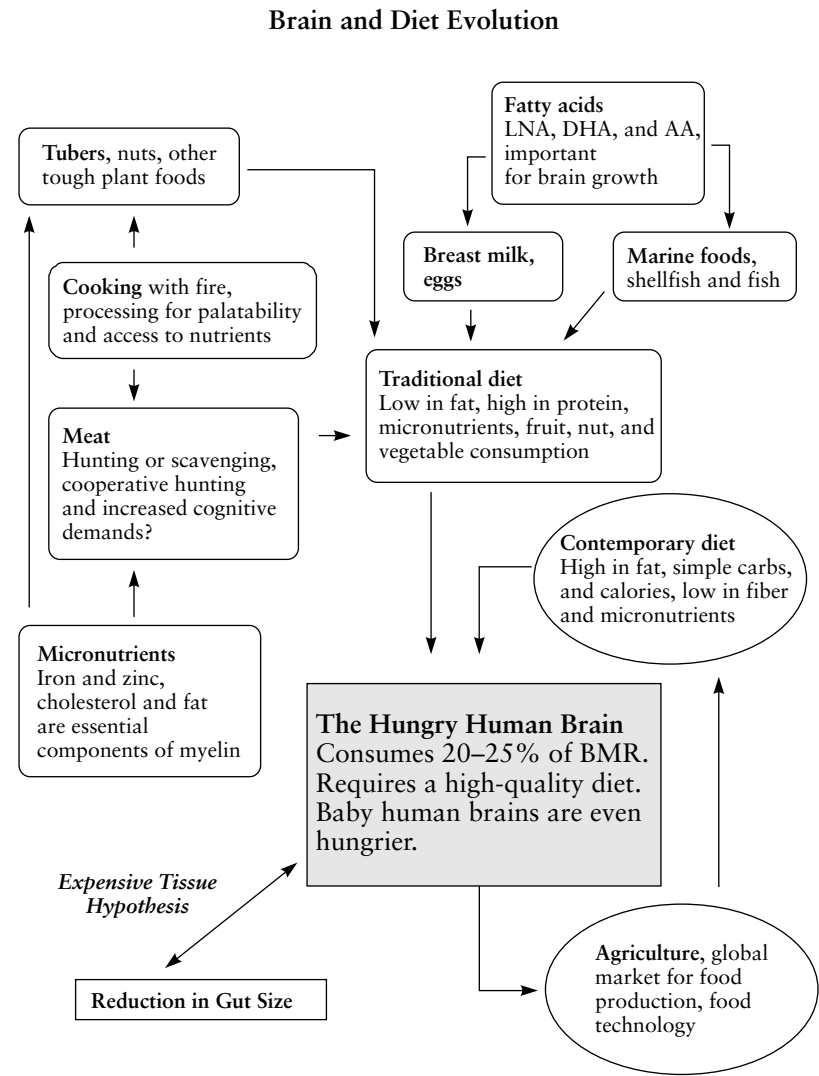 Brain and Diet Evolution
Fatty acids
LNA, DHA, and AA,
important
for brain growth
Tubers, nuts, other
tough plant foods
Breast milk,
eggs
Marine foods,
shellfish and fish
Cooking with fire,
processing for palatability
and access to nutrients
Traditional diet
Low in fat, high in protein,
micronutrients, fruit, nut, and
vegetable consumption
Meat
Hunting or scavenging,
cooperative hunting
and increased cognitive
demands?
Contemporary diet
High in fat, simple carbs,
and calories, low in fiber
and micronutrients
Micronutrients
Iron and zinc,
cholesterol and fat
are essential
components of myelin
The Hungry Human Brain
Consumes 20–25% of BMR.
Requires a high-quality diet.
Baby human brains are even
hungrier.
Expensive Tissue
Hypothesis
Reduction in Gut Size
Agriculture, global
market for food
production, food
technology